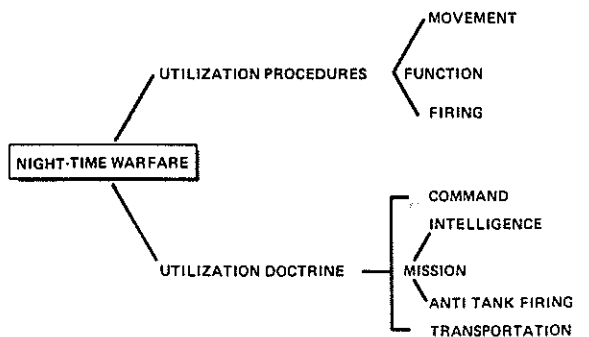 MOVEMENT
UTILIZATION PROCEDURES
FUNCTION
FIRING
NIGHT-TIME WARFARE
COMMAND
INTELLIGENCE
UTILIZATION DOCTRINE
MISSION
ANTI TANK FIRING
TRANSPORTATION